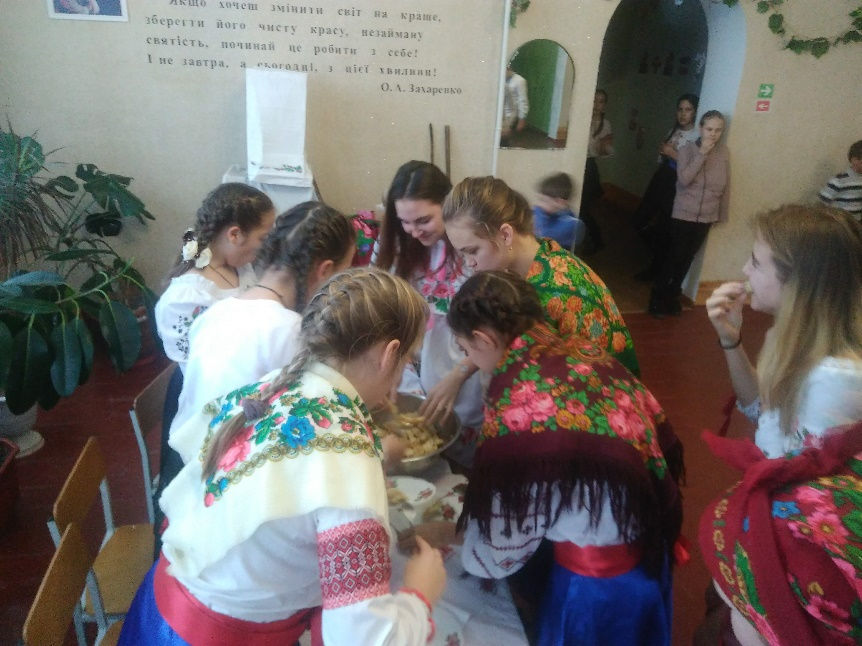 Якщо хочеш змінити світ на краще,
зберегти його чисту красу, незайману
святість, починай це робити з себе!
І не завтра, а сьогодні, з цієї хвилини!
О.А. Захаренко